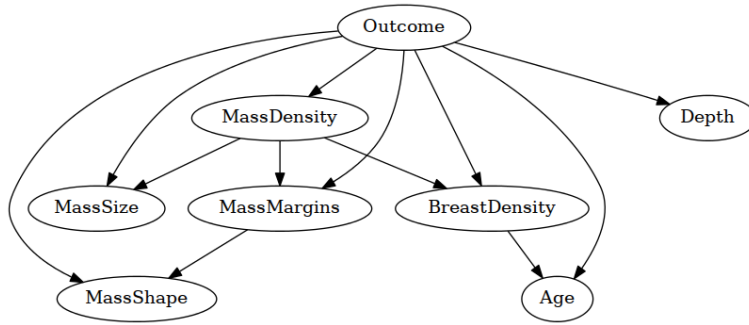 Outcome
MassDensity
Depth
MassSize
MassMargins
BreastDensity
MassShape
Age